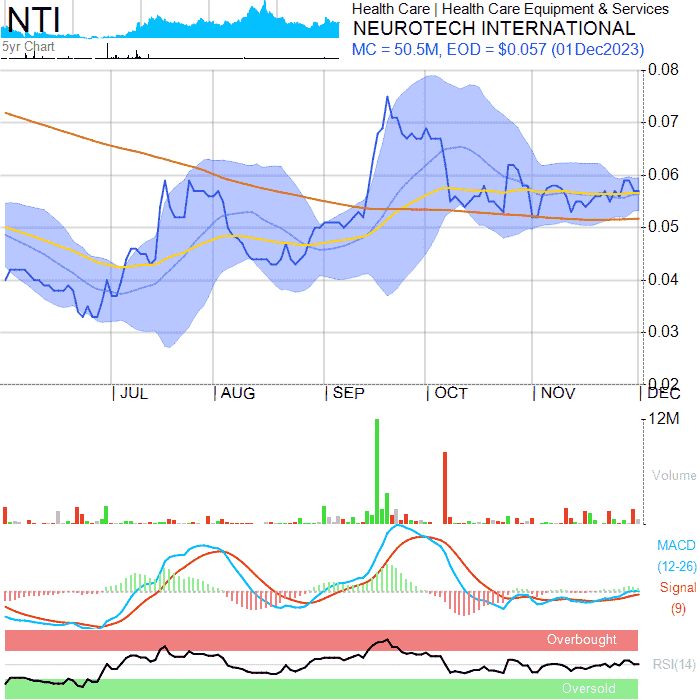 NTI
Health Care | Health Care Equipment & Services
NEUROTECH INTERNATIONAL
MC = 50.5M, EOD = $0.057 (01Dec2023)
5yr Chart
0.08
0.07
0.06
0.05
0.04
0.03
0.02
JUL
AUG
SEP
OCT
NOV
DEC
12M
Volume
MACD
(12-26)
Signal
(9)
Overbought
RSI(14)
Oversold